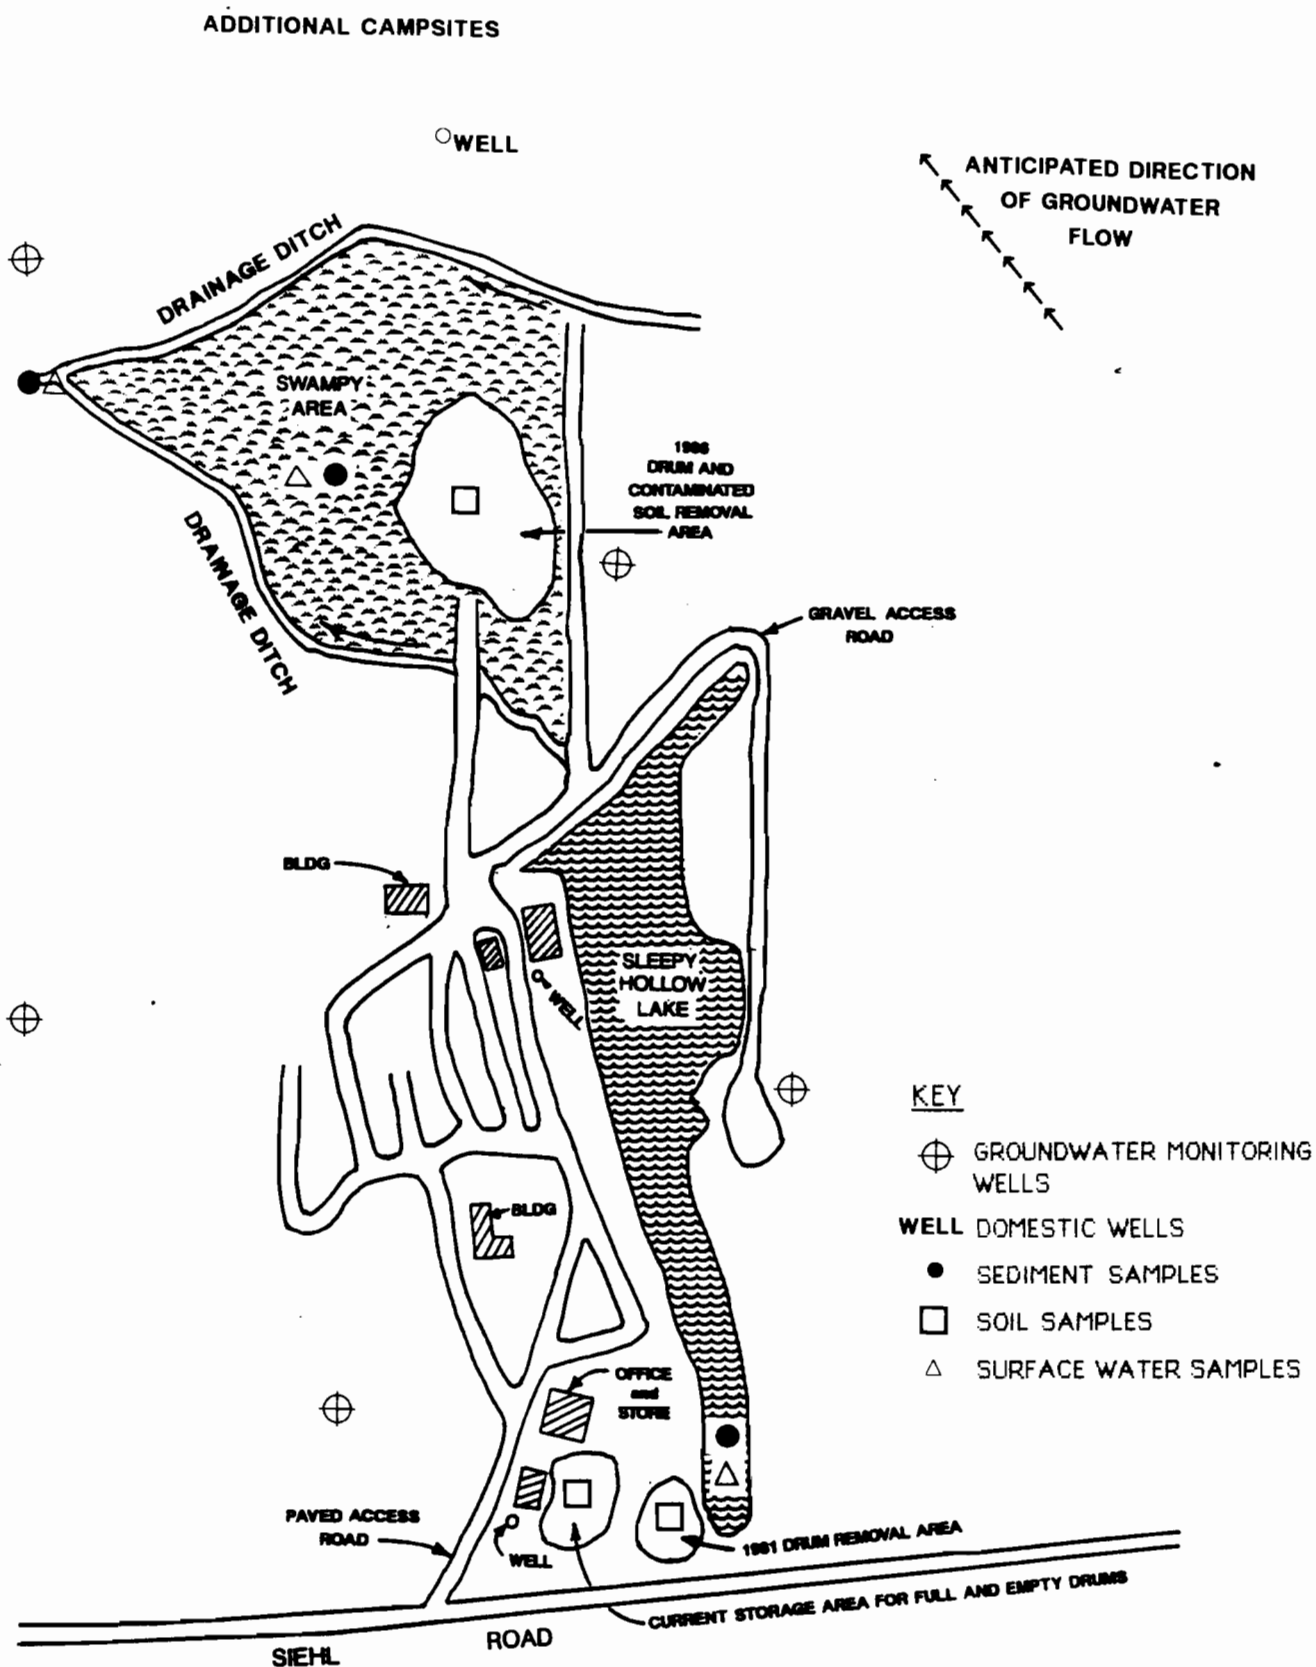 ADDITIONAL CAMPSITES
WELL
ANTICIPATED DIRECTION
OF GROUNDWATER
FLOW
DRAINAGE DITCH
SWAMPY
AREA
1986
DRUM AND
CONTAMINATED
SOIL REMOVAL
AREA
DRAINAGE DITCH
GRAVEL ACCESS
ROAD
BLDG
SLEEPY
HOLLOW
LAKE
WELL
KEY
GROUNDWATER MONITORING
WELLS
WELL DOMESTIC WELLS
SEDIMENT SAMPLES
SOIL SAMPLES
SURFACE WATER SAMPLES
BLDG
OFFICE
and
STORE
PAVED ACCESS
ROAD
WELL
1981 DRUM REMOVAL AREA
CURRENT STORAGE AREA FOR FULL AND EMPTY DRUMS
SIEHL ROAD